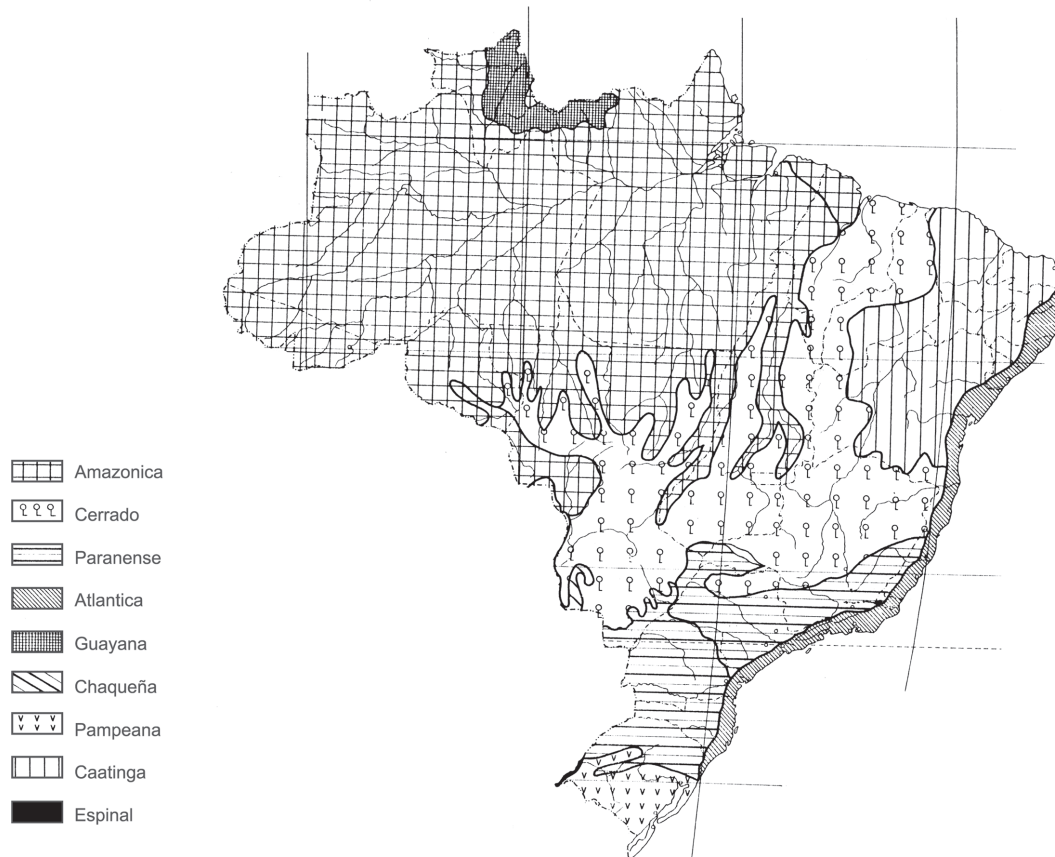 Amazonica
Cerrado
Paranense
Atlantica
Guayana
Chaqueña
Pampeana
Caatinga
Espinal